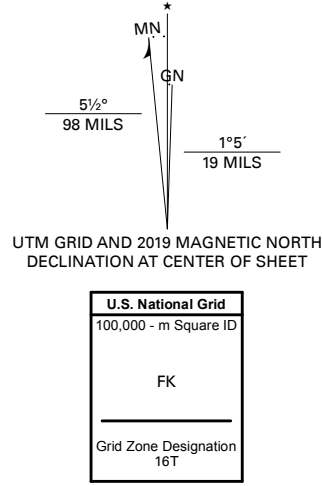 ★
MN
GN
5½°
98 MILS
1°5´
19 MILS
UTM GRID AND 2019 MAGNETIC NORTH
DECLINATION AT CENTER OF SHEET
U.S. National Grid
100,000 - m Square ID
FK
Grid Zone Designation
16T